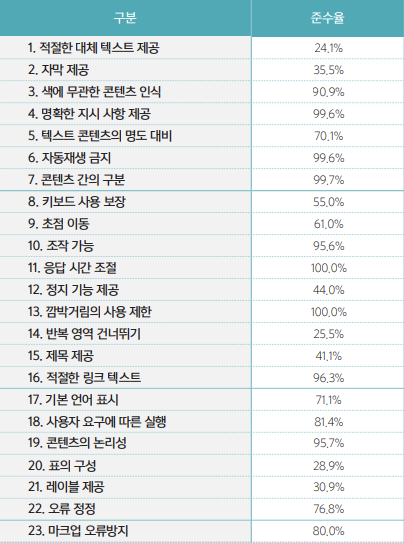 구분 준수율
1. 적절한 대체 텍스트 제공 24.1%
2. 자막 제공 35.5%
3. 색에 무관한 콘텐츠 인식 90.9%
4. 명확한 지시 사항 제공 99.6%
5. 텍스트 콘텐츠의 명도 대비 70.1%
6. 자동재생 금지 99.6%
7. 콘텐츠 간의 구분 99.7%
8. 키보드 사용 보장 55.0%
9. 초점 이동 61.0%
10. 조작 가능 95.6%
11. 응답 시간 조절 100.0%
12. 정지 기능 제공 44.0%
13. 깜박거림의 사용 제한 100.0%
14. 반복 영역 건너뛰기 25.5%
15. 제목 제공 41.1%
16. 적절한 링크 텍스트 96.3%
17. 기본 언어 표시 71.1%
18. 사용자 요구에 따른 실행 81.4%
19. 콘텐츠의 논리성 95.7%
20. 표의 구성 28.9%
21. 레이블 제공 30.9%
22. 오류 정정 76.8%
23. 마크업 오류방지 80.0%